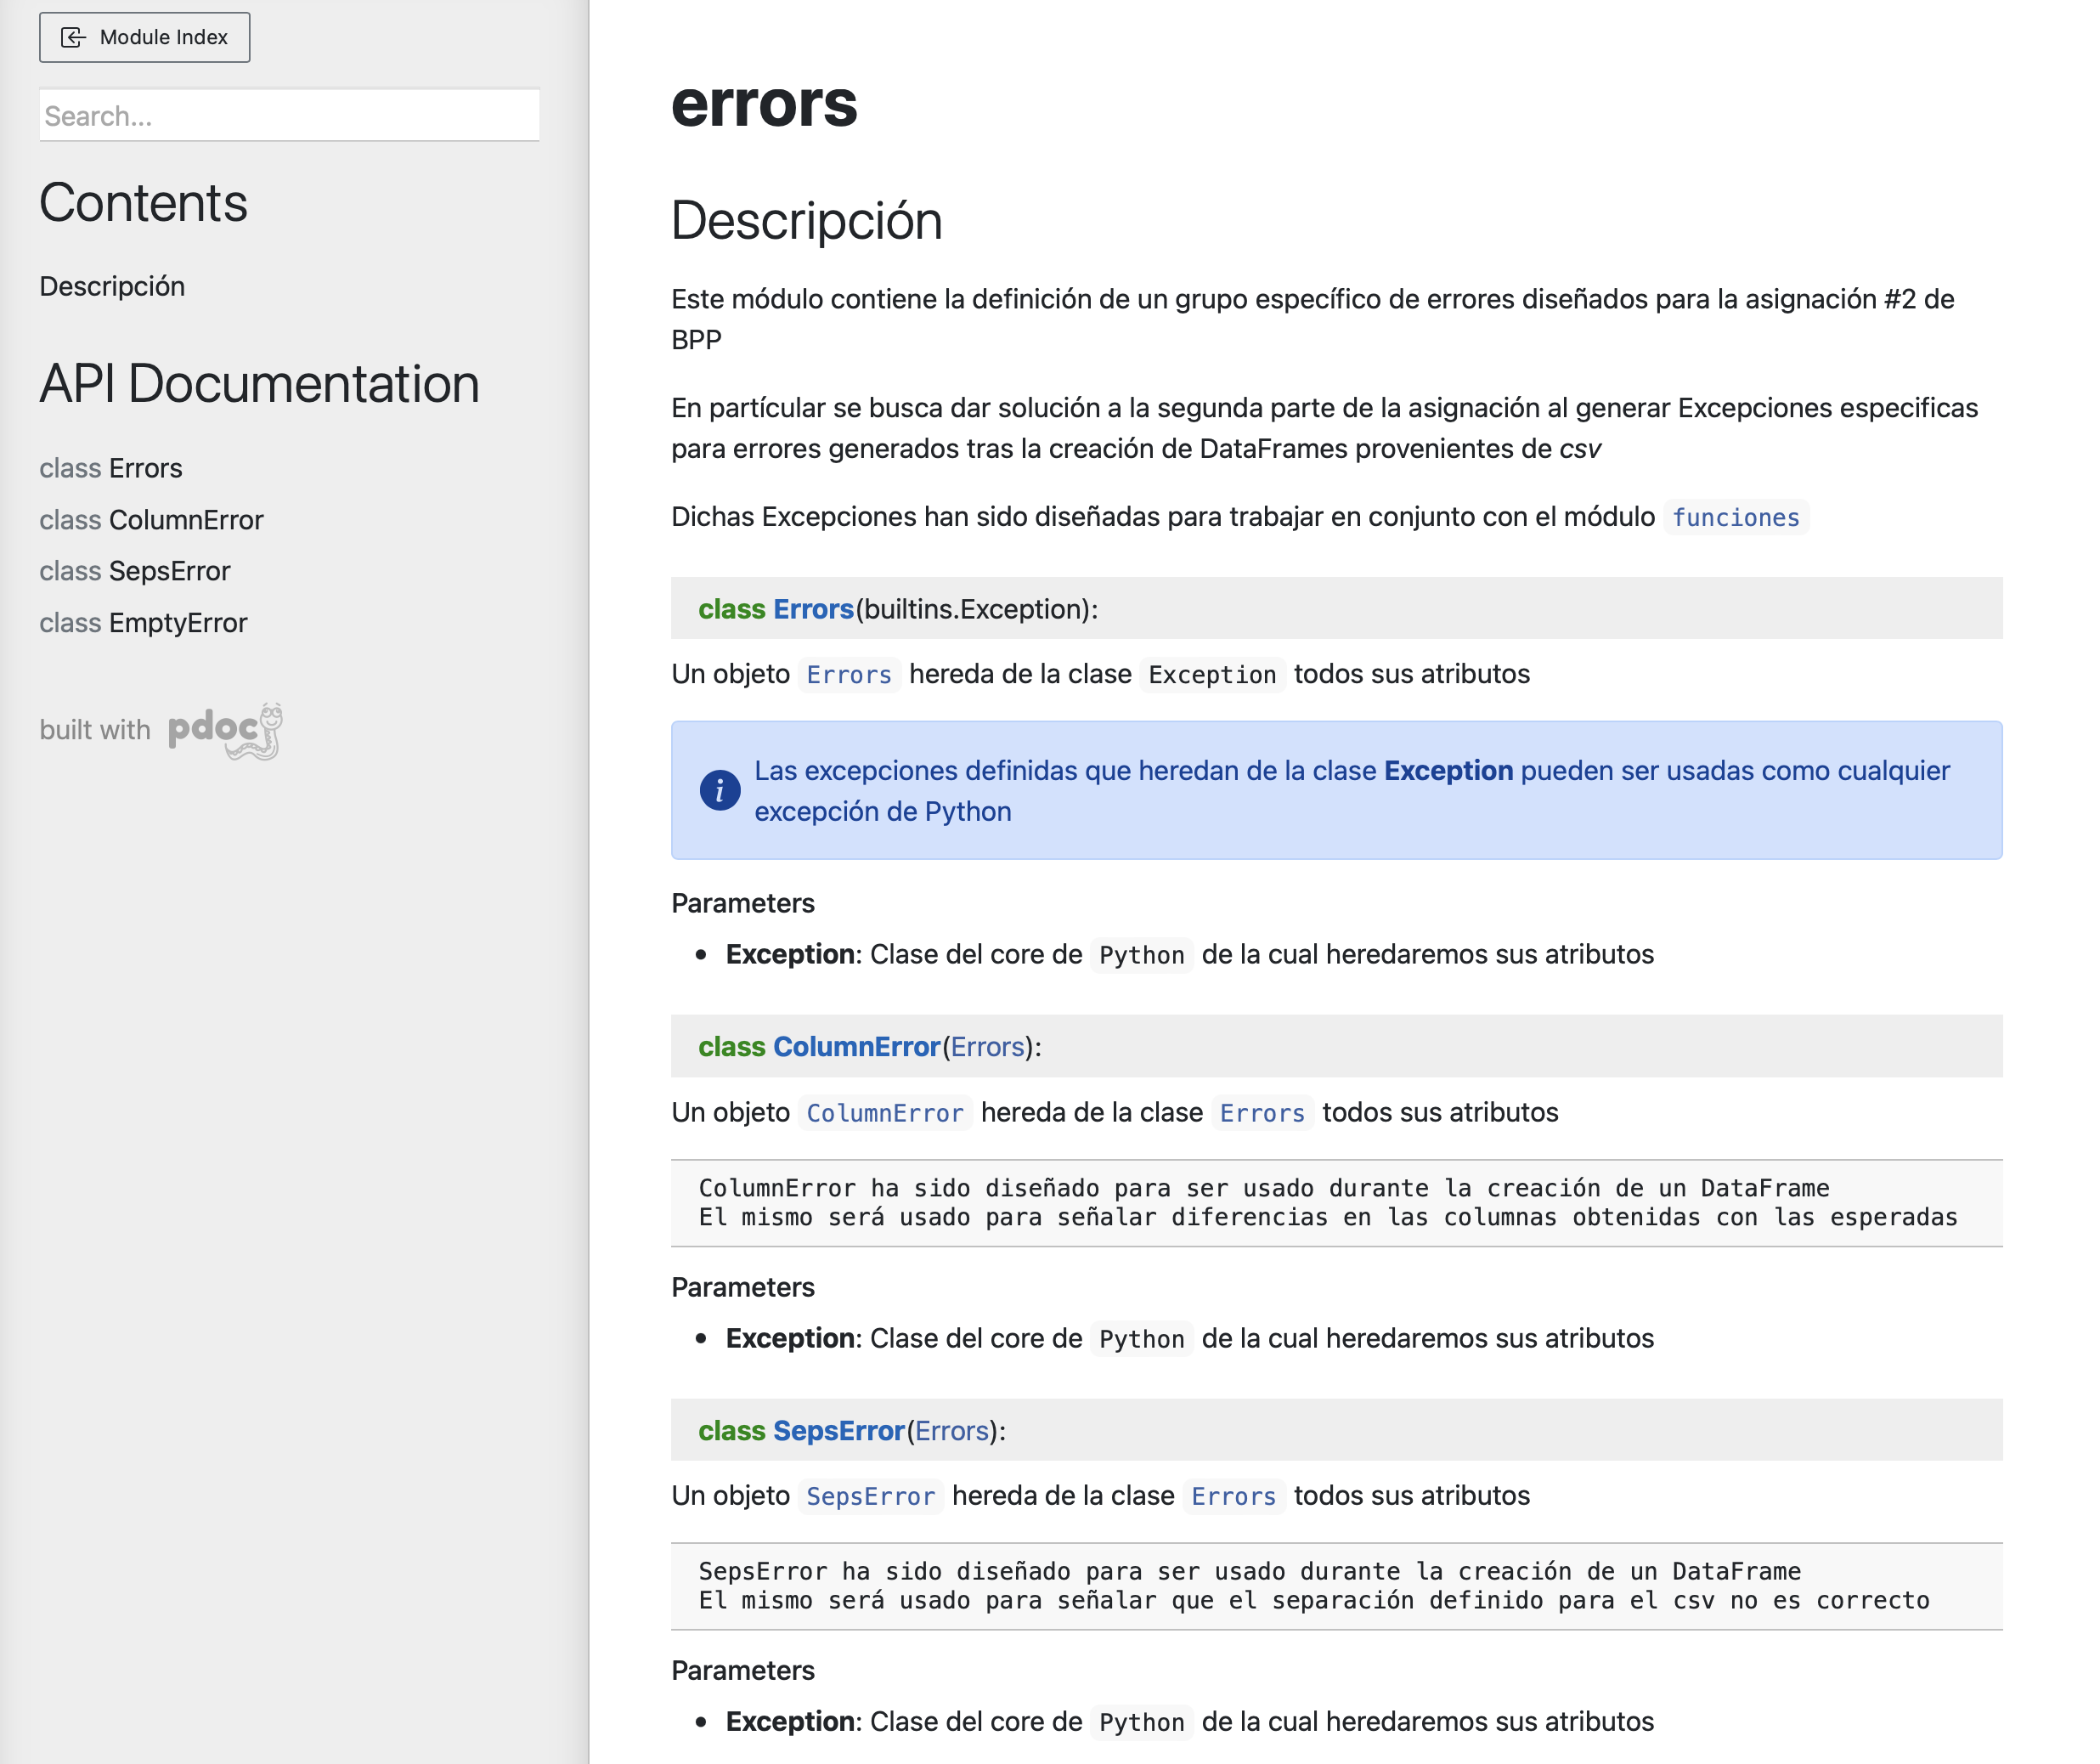 Module Index
Search...
Contents
Descripción
API Documentation
class Errors
class ColumnError
class SepsError
class EmptyError
built with pdoc
errors
Descripción
Este módulo contiene la definición de un grupo específico de errores diseñados para la asignación #2 de
BPP
En partícular se busca dar solución a la segunda parte de la asignación al generar Excepciones especificas
para errores generados tras la creación de DataFrames provenientes de csv
Dichas Excepciones han sido diseñadas para trabajar en conjunto con el módulo funciones
class Errors(builtins.Exception):
Un objeto Errors hereda de la clase Exception todos sus atributos
Las excepciones definidas que heredan de la clase Exception pueden ser usadas como cualquier
excepción de Python
Parameters
• Exception: Clase del core de Python de la cual heredaremos sus atributos
class ColumnError(Errors):
Un objeto ColumnError hereda de la clase Errors todos sus atributos
ColumnError ha sido diseñado para ser usado durante la creación de un DataFrame
El mismo será usado para señalar diferencias en las columnas obtenidas con las esperadas
Parameters
• Exception: Clase del core de Python de la cual heredaremos sus atributos
class SepsError(Errors):
Un objeto SepsError hereda de la clase Errors todos sus atributos
SepsError ha sido diseñado para ser usado durante la creación de un DataFrame
El mismo será usado para señalar que el separación definido para el csv no es correcto
Parameters
• Exception: Clase del core de Python de la cual heredaremos sus atributos